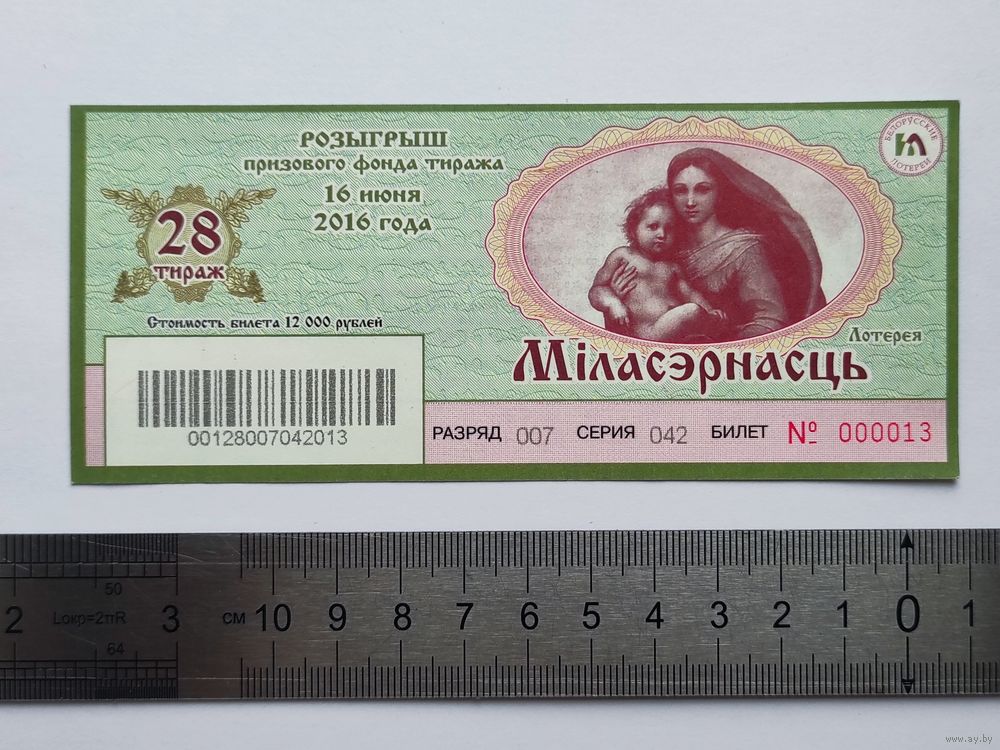 РОЗЫГРЫШ
призового фонда тиража
16 июня
2016 года
28
тираж
Стоимость билета 12 000 рублей
БЕЛОРУССКИЕ
ЛОТЕРЕИ
Лотерея
Міласэрнасць
00128007042013
РАЗРЯД 007 СЕРИЯ 042 БИЛЕТ № 000013
50
2 Lокр=2πR 3 см 10 9 8 7 6 5 4 3 2 1 0 1
64
www.ay.by